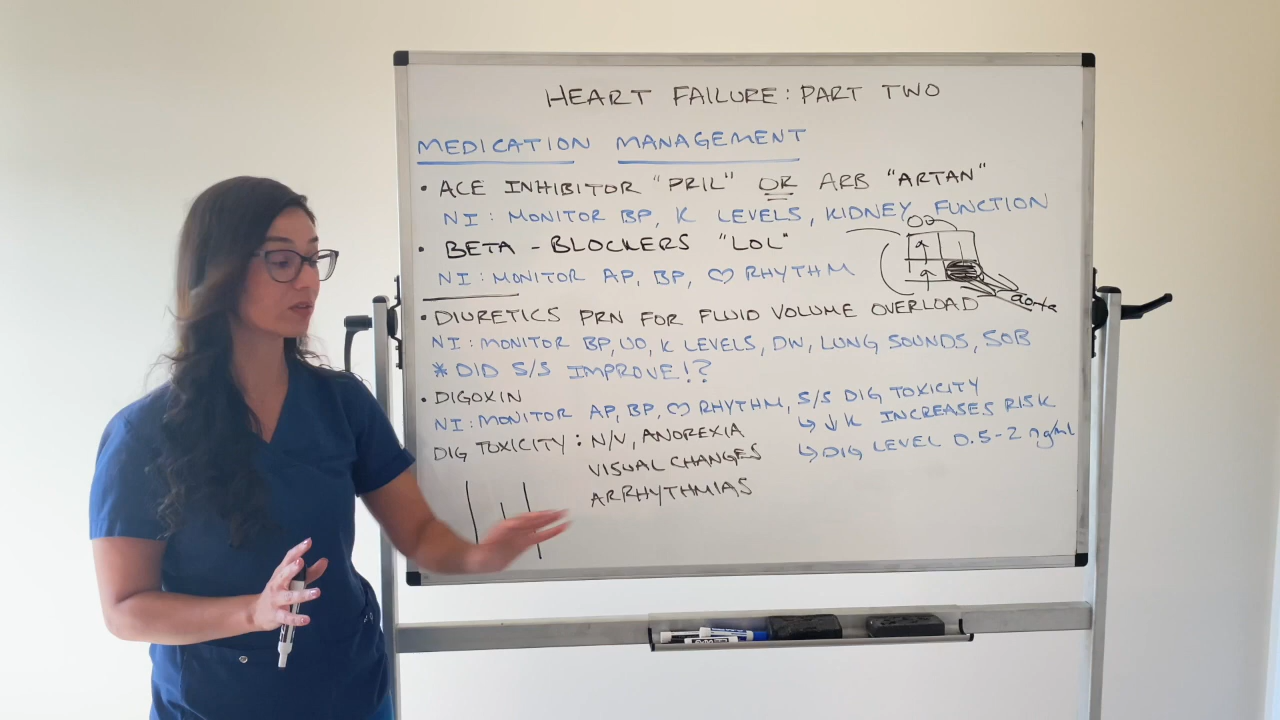 HEART FAILURE: PART TWO
MEDICATION MANAGEMENT
• ACE INHIBITOR "PRIL" OR ARB "ARTAN"
NI: MONITOR BP, K LEVELS, KIDNEY FUNCTION
• BETA-BLOCKERS "LOL"
NI: MONITOR AP, BP, ♡ RHYTHM
O2
aorta
• DIURETICS PRN FOR FLUID VOLUME OVERLOAD
NI: MONITOR BP, UO, K LEVELS, DW, LUNG SOUNDS, SOB
* DID S/S IMPROVE!?
• DIGOXIN
NI: MONITOR AP, BP, ♡ RHYTHM, S/S DIG TOXICITY
↳ ↓ K INCREASES RISK
↳ DIG LEVEL 0.5-2 ng/ml
DIG TOXICITY: N/V, ANOREXIA
VISUAL CHANGES
ARRHYTHMIAS